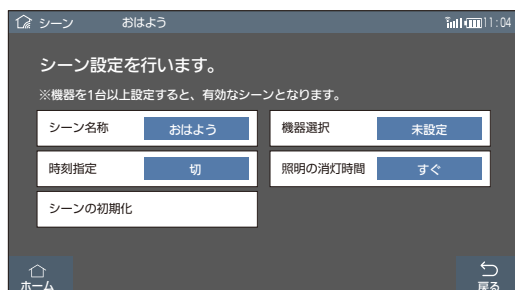 シーン おはよう 11:04
シーン設定を行います。
※機器を1台以上設定すると、有効なシーンとなります。
シーン名称 おはよう 機器選択 未設定
時刻指定 切 照明の消灯時間 すぐ
シーンの初期化
ホーム 戻る